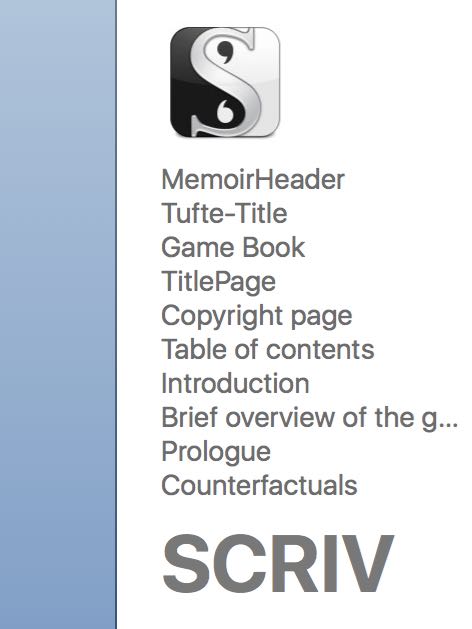 MemoirHeader
Tufte-Title
Game Book
TitlePage
Copyright page
Table of contents
Introduction
Brief overview of the g...
Prologue
Counterfactuals
SCRIV